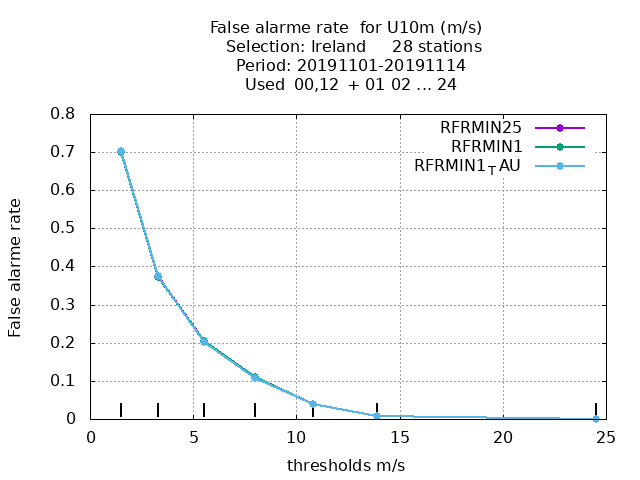 False alarme rate  for U10m (m/s)
Selection: Ireland     28 stations
Period: 20191101-20191114
Used  00,12  + 01 02 ... 24
RFRMIN25
RFRMIN1
RFRMIN1TAU
False alarme rate
0.8
0.7
0.6
0.5
0.4
0.3
0.2
0.1
0
0 5 10 15 20 25
thresholds m/s